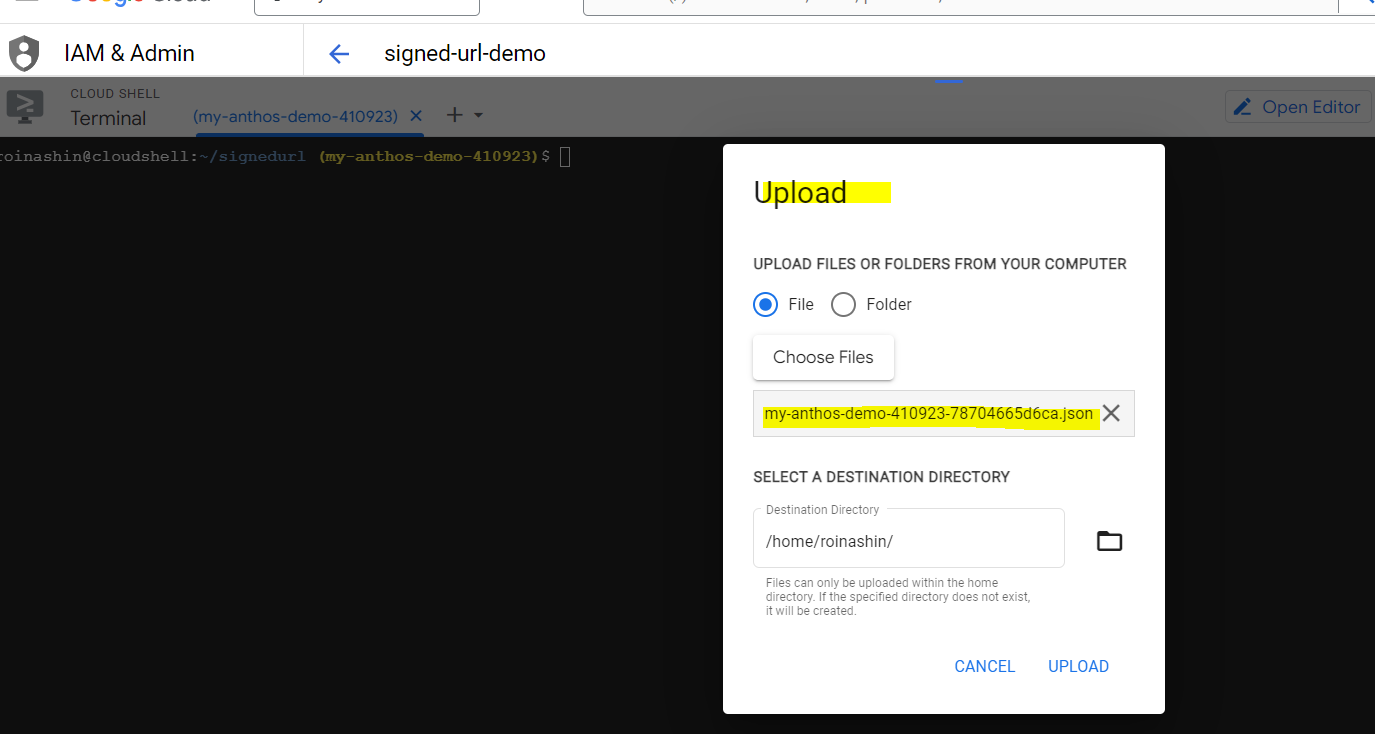 IAM & Admin
signed-url-demo
CLOUD SHELL
Terminal
(my-anthos-demo-410923)
Open Editor
roinashin@cloudshell:~/signedurl (my-anthos-demo-410923)$
Upload
UPLOAD FILES OR FOLDERS FROM YOUR COMPUTER
File
Folder
Choose Files
my-anthos-demo-410923-78704665d6ca.json
SELECT A DESTINATION DIRECTORY
Destination Directory
/home/roinashin/
Files can only be uploaded within the home
directory. If the specified directory does not exist,
it will be created.
CANCEL
UPLOAD